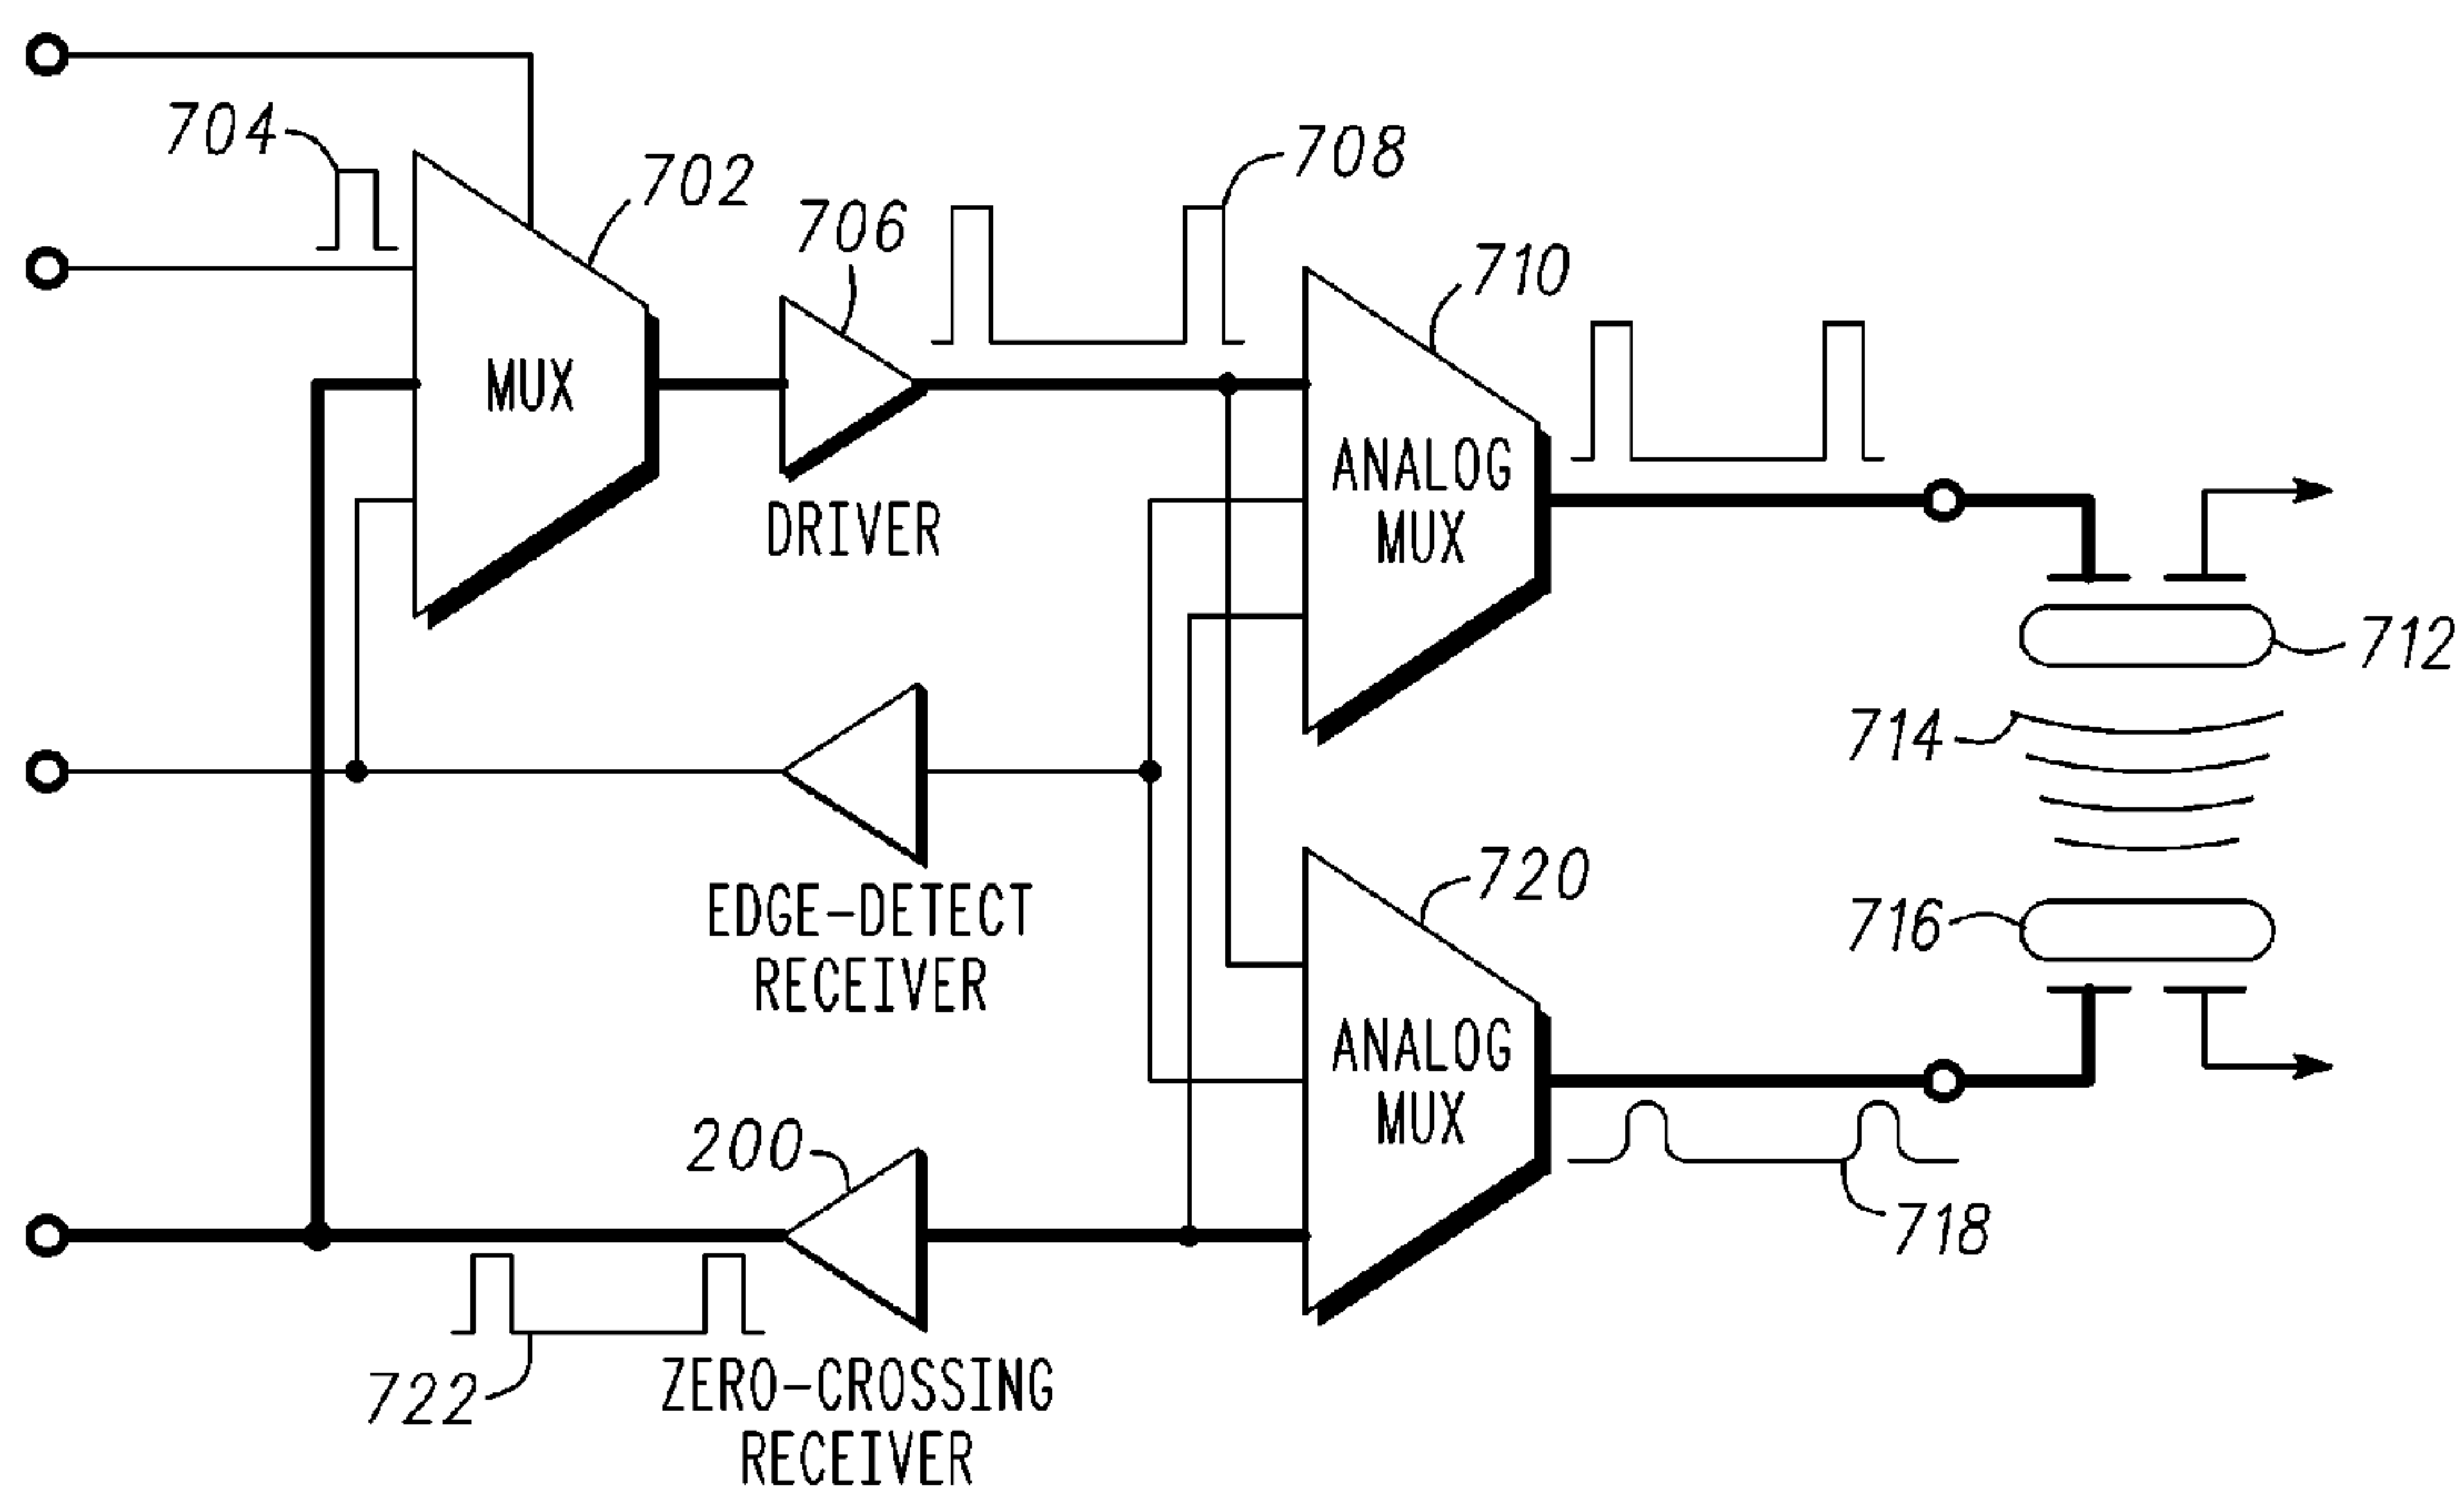 704
702
706
708
710
MUX
DRIVER
ANALOG
MUX
712
714
EDGE-DETECT
RECEIVER
720
716
200
ANALOG
MUX
718
722
ZERO-CROSSING
RECEIVER